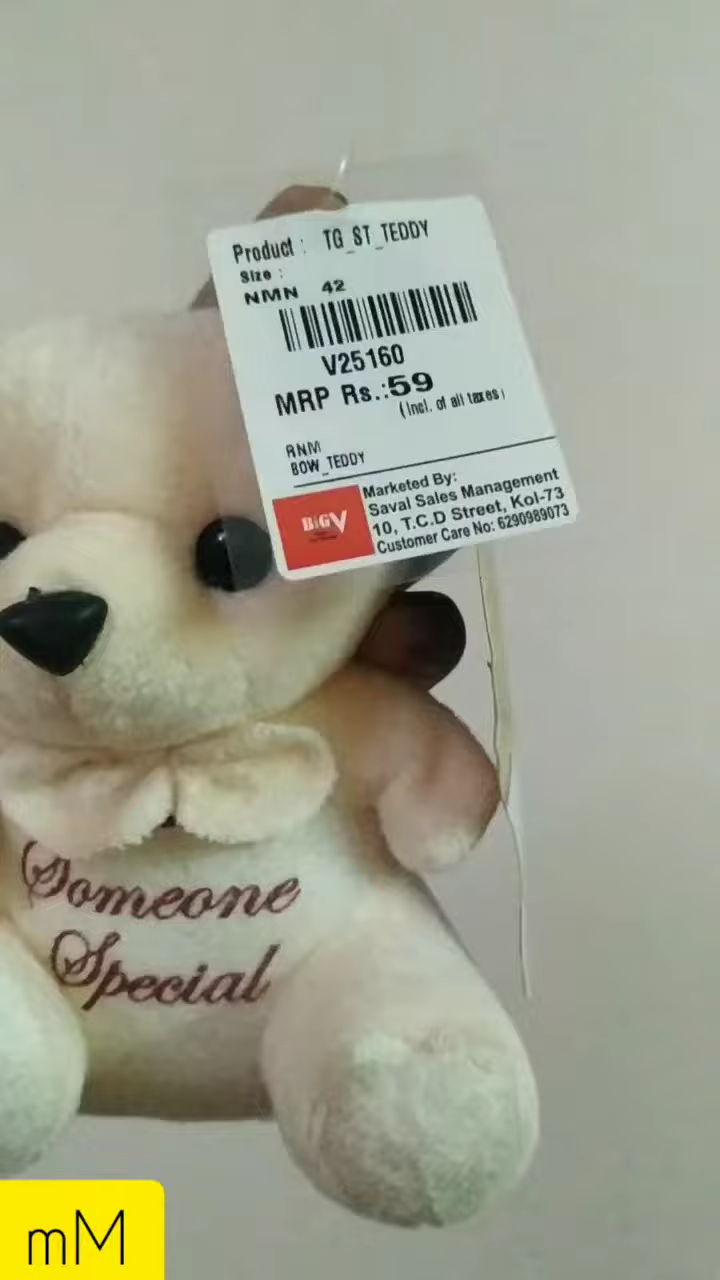 Product : TG_ST_TEDDY
Size :
NMN 42
V25160
MRP Rs.:59
(Incl. of all taxes)
RNM
BOW_TEDDY
BiGV
Marketed By:
Saval Sales Management
10, T.C.D Street, Kol-73
Customer Care No: 6290989073
Someone
Special
mM